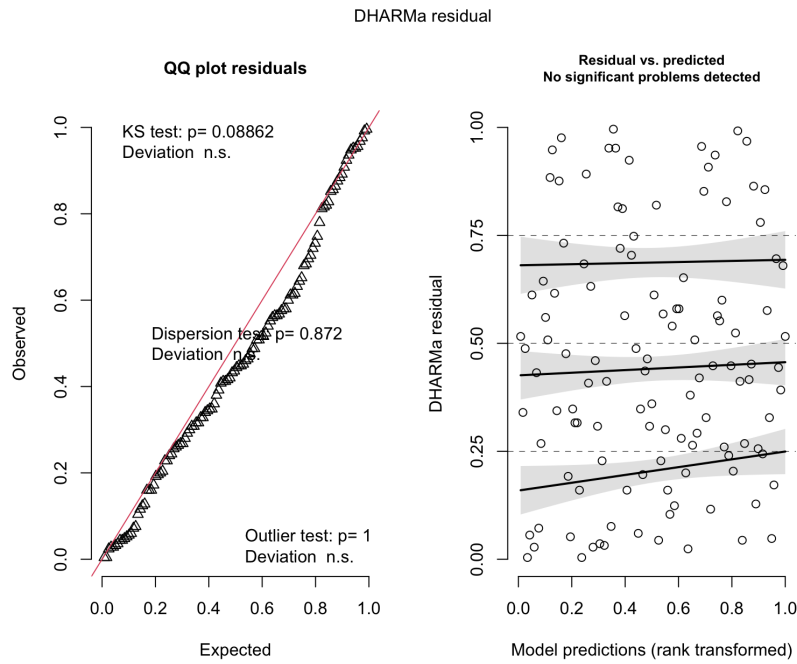 DHARMa residual
QQ plot residuals
KS test: p= 0.08862
Deviation n.s.
Dispersion test: p= 0.872
Deviation n.s.
Outlier test: p= 1
Deviation n.s.
Observed
0.0
0.2
0.4
0.6
0.8
1.0
0.0 0.2 0.4 0.6 0.8 1.0
Expected
Residual vs. predicted
No significant problems detected
DHARMa residual
0.00
0.25
0.50
0.75
1.00
0.0 0.2 0.4 0.6 0.8 1.0
Model predictions (rank transformed)